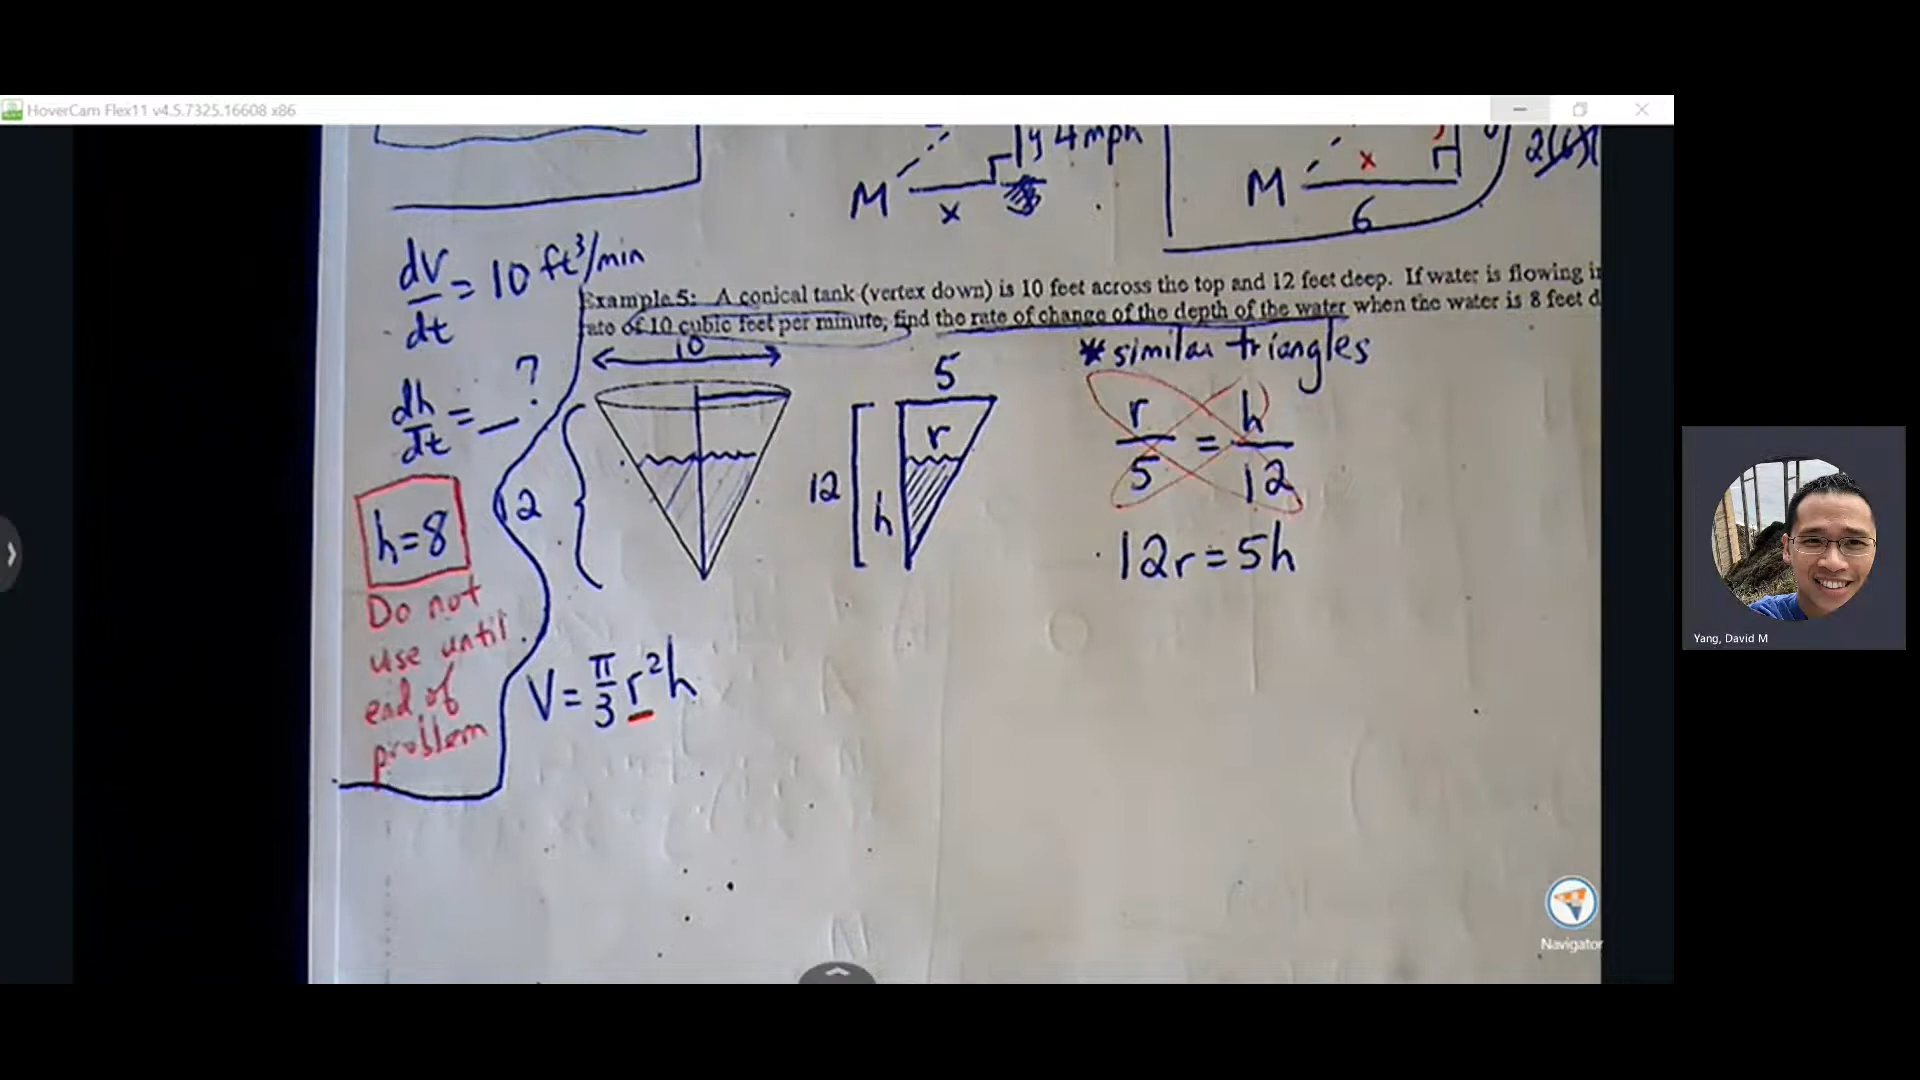 HoverCam Flex11 v4.5.7325.16608 x86
y 4mph
M
x
M
x
6
dV/dt = 10 ft³/min
Example 5: A conical tank (vertex down) is 10 feet across the top and 12 feet deep. If water is flowing in
rate of 10 cubic feet per minute, find the rate of change of the depth of the water when the water is 8 feet d
10
* similar triangles
dh/dt = _ ?
5
r
r/5 = h/12
12
12
h
h=8
12r = 5h
Do not
use until
end of
problem
V = π/3 r²h
Yang, David M
Navigator